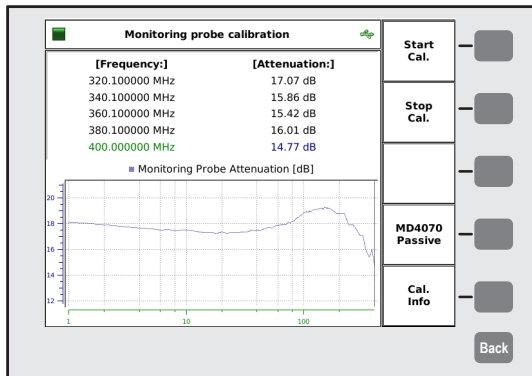 Monitoring probe calibration
[Frequency:] [Attenuation:]
320.100000 MHz 17.07 dB
340.100000 MHz 15.86 dB
360.100000 MHz 15.42 dB
380.100000 MHz 16.01 dB
400.000000 MHz 14.77 dB
Monitoring Probe Attenuation [dB]
20
18
16
14
12
1 10 100
Start
Cal.
Stop
Cal.
MD4070
Passive
Cal.
Info
Back